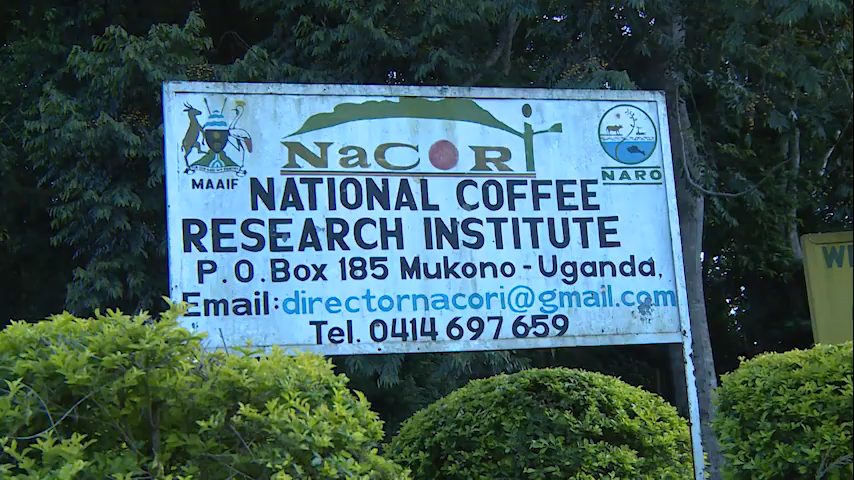 NaCORI
MAAIF
NARO
NATIONAL COFFEE
RESEARCH INSTITUTE
P.O.Box 185 Mukono - Uganda,
Email: directornacori@gmail.com
Tel. 0414 697 659